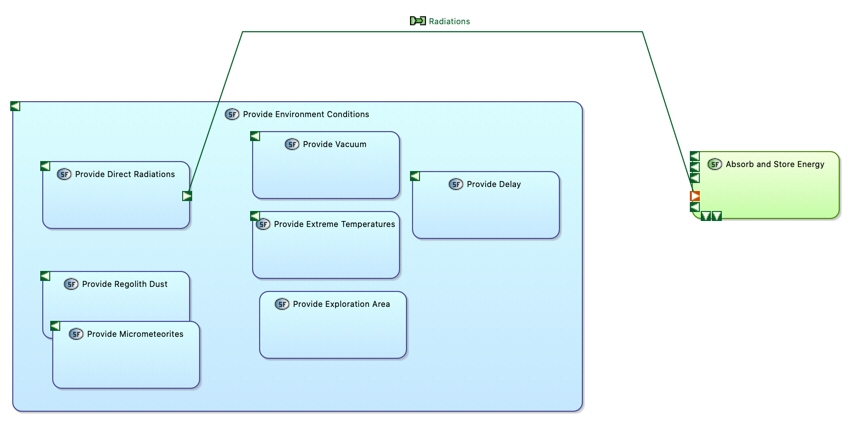 Radiations
SF Provide Environment Conditions
SF Provide Vacuum
SF Provide Direct Radiations
SF Provide Delay
SF Absorb and Store Energy
SF Provide Extreme Temperatures
SF Provide Regolith Dust
SF Provide Exploration Area
SF Provide Micrometeorites